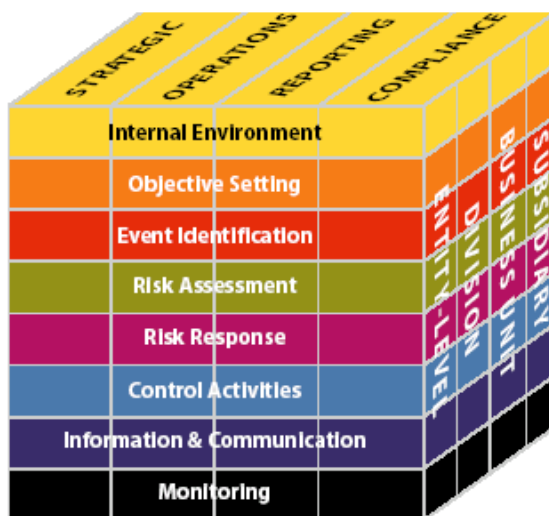 STRATEGIC
OPERATIONS
REPORTING
COMPLIANCE
Internal Environment
Objective Setting
Event Identification
Risk Assessment
Risk Response
Control Activities
Information & Communication
Monitoring
ENTITY-LEVEL
DIVISION
BUSINESS UNIT
SUBSIDIARY